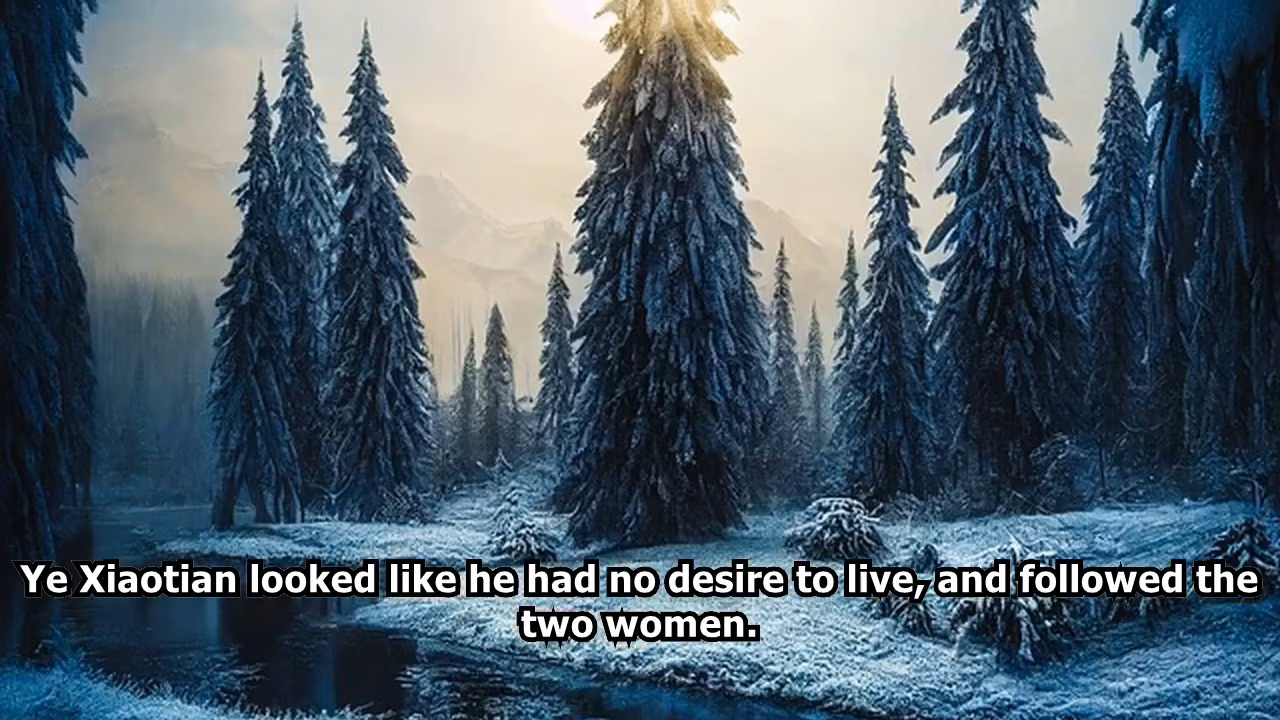 Ye Xiaotian looked like he had no desire to live, and followed the
two women.